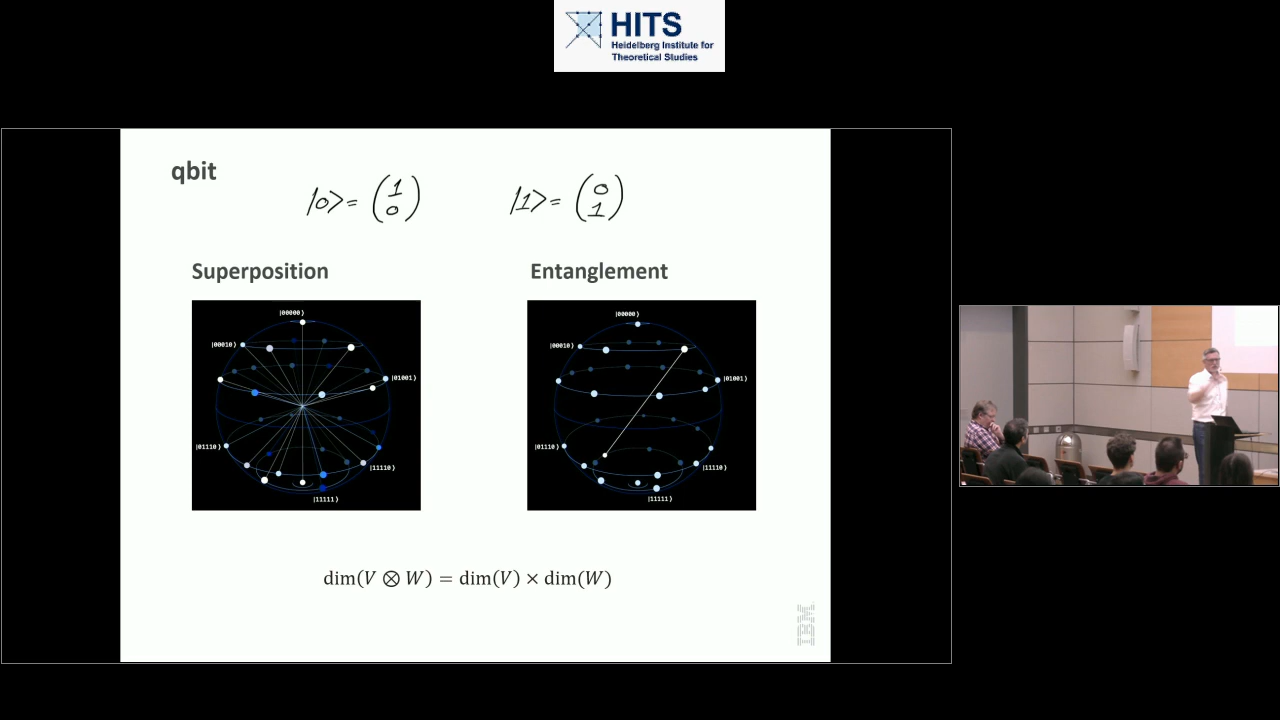 HITS
Heidelberg Institute for
Theoretical Studies
qbit
|0⟩= (1 0)
|1⟩= (0 1)
Superposition
Entanglement
|00000⟩
|00010⟩
|01001⟩
|01110⟩
|11110⟩
|11111⟩
|00000⟩
|00010⟩
|01001⟩
|01110⟩
|11110⟩
|11111⟩
dim(V ⊗ W) = dim(V) × dim(W)
IBM